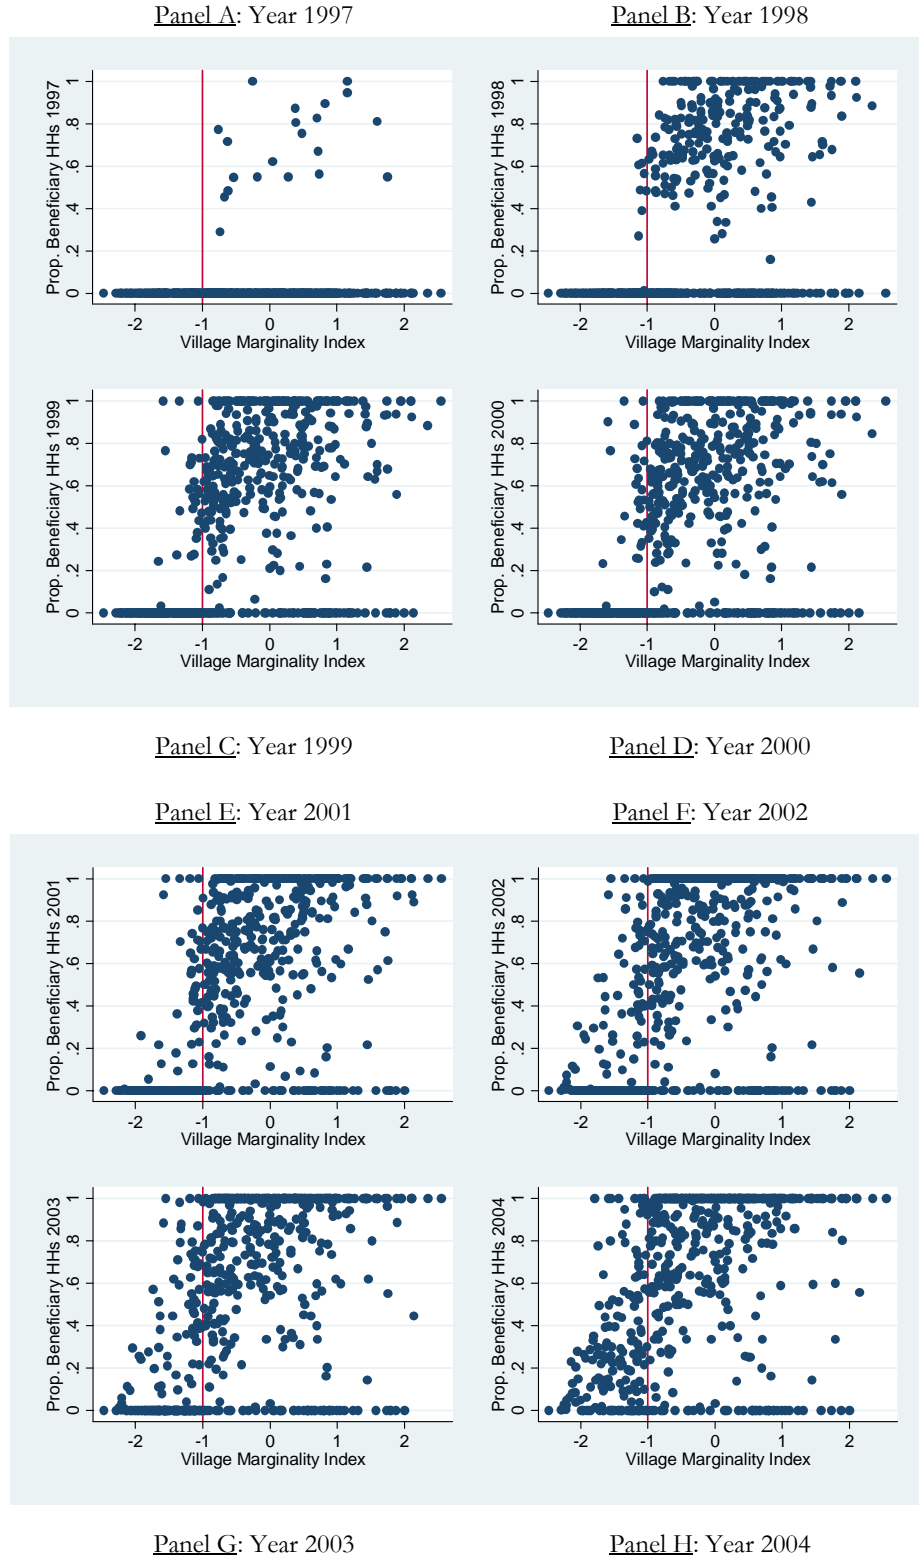 Panel A: Year 1997
Panel B: Year 1998
Prop. Beneficiary HHs 1997
0 .2 .4 .6 .8 1
-2 -1 0 1 2
Village Marginality Index
Prop. Beneficiary HHs 1998
0 .2 .4 .6 .8 1
-2 -1 0 1 2
Village Marginality Index
Prop. Beneficiary HHs 1999
0 .2 .4 .6 .8 1
-2 -1 0 1 2
Village Marginality Index
Prop. Beneficiary HHs 2000
0 .2 .4 .6 .8 1
-2 -1 0 1 2
Village Marginality Index
Panel C: Year 1999
Panel D: Year 2000
Panel E: Year 2001
Panel F: Year 2002
Prop. Beneficiary HHs 2001
0 .2 .4 .6 .8 1
-2 -1 0 1 2
Village Marginality Index
Prop. Beneficiary HHs 2002
0 .2 .4 .6 .8 1
-2 -1 0 1 2
Village Marginality Index
Prop. Beneficiary HHs 2003
0 .2 .4 .6 .8 1
-2 -1 0 1 2
Village Marginality Index
Prop. Beneficiary HHs 2004
0 .2 .4 .6 .8 1
-2 -1 0 1 2
Village Marginality Index
Panel G: Year 2003
Panel H: Year 2004